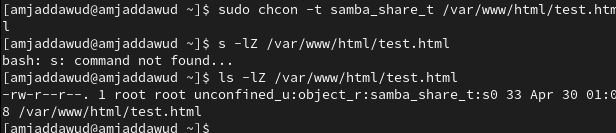 [amjaddawud@amjaddawud ~]$ sudo chcon -t samba_share_t /var/www/html/test.htm
l
[amjaddawud@amjaddawud ~]$ s -lZ /var/www/html/test.html
bash: s: command not found...
[amjaddawud@amjaddawud ~]$ ls -lZ /var/www/html/test.html
-rw-r--r--. 1 root root unconfined_u:object_r:samba_share_t:s0 33 Apr 30 01:0
8 /var/www/html/test.html
[amjaddawud@amjaddawud ~]$